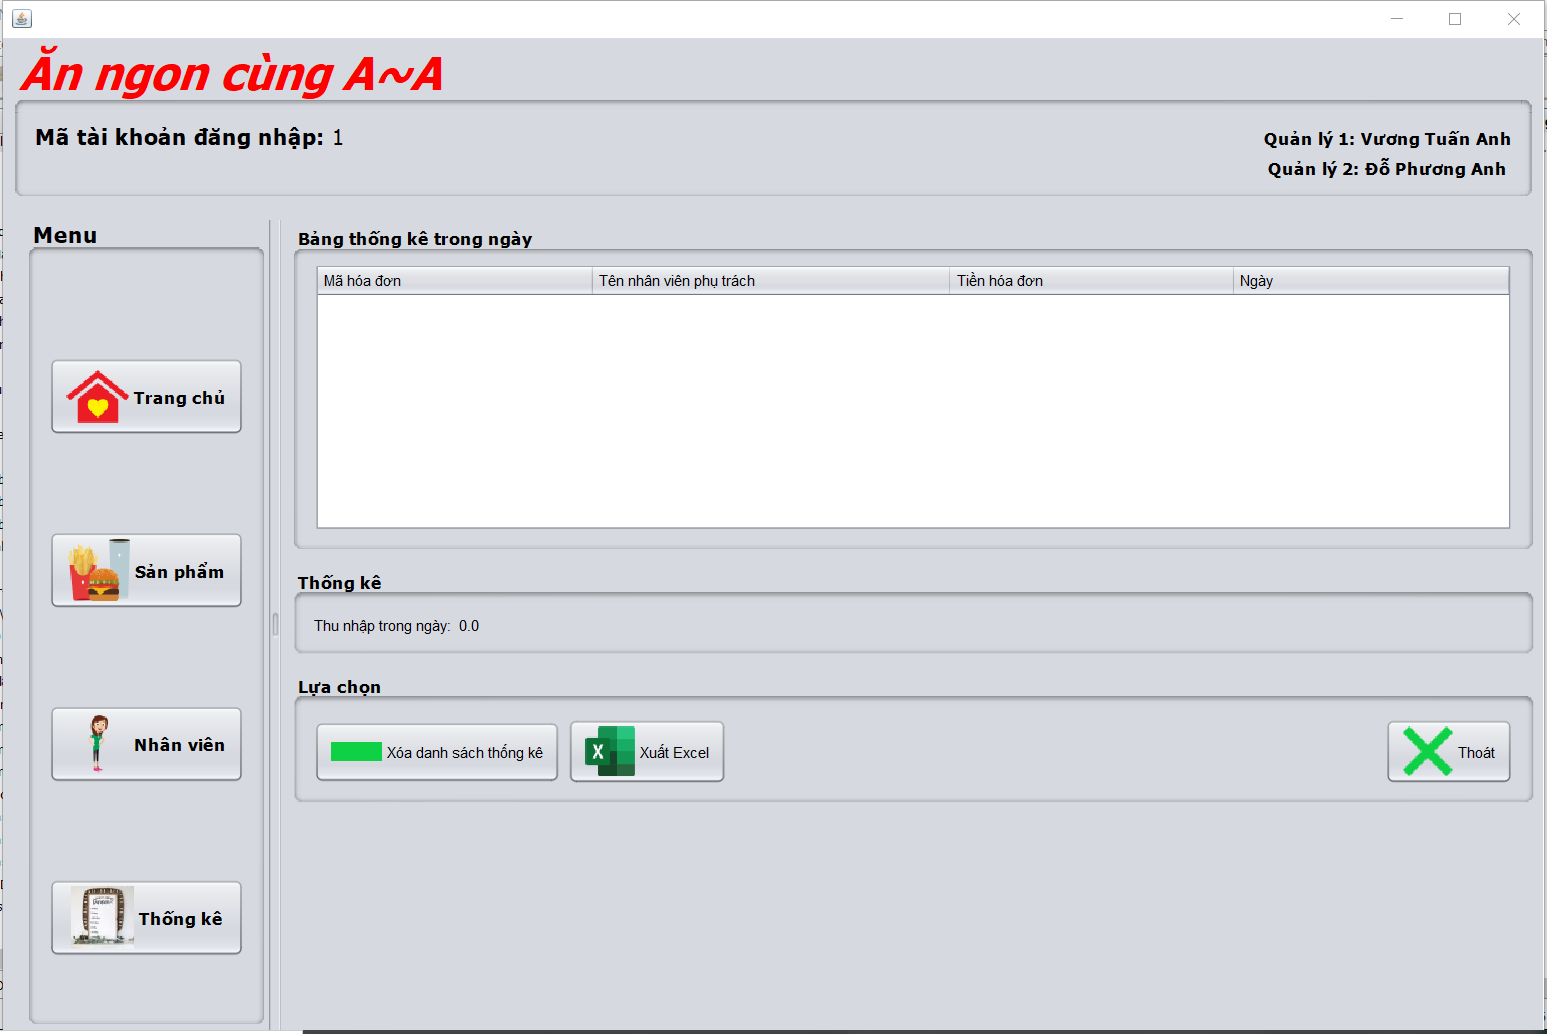 Ăn ngon cùng A~A
Mã tài khoản đăng nhập: 1
Quản lý 1: Vương Tuấn Anh
Quản lý 2: Đỗ Phương Anh
Menu
Trang chủ
Sản phẩm
Nhân viên
Thống kê
Bảng thống kê trong ngày
Mã hóa đơn Tên nhân viên phụ trách Tiền hóa đơn Ngày
Thống kê
Thu nhập trong ngày: 0.0
Lựa chọn
Xóa danh sách thống kê
X Xuất Excel
Thoát